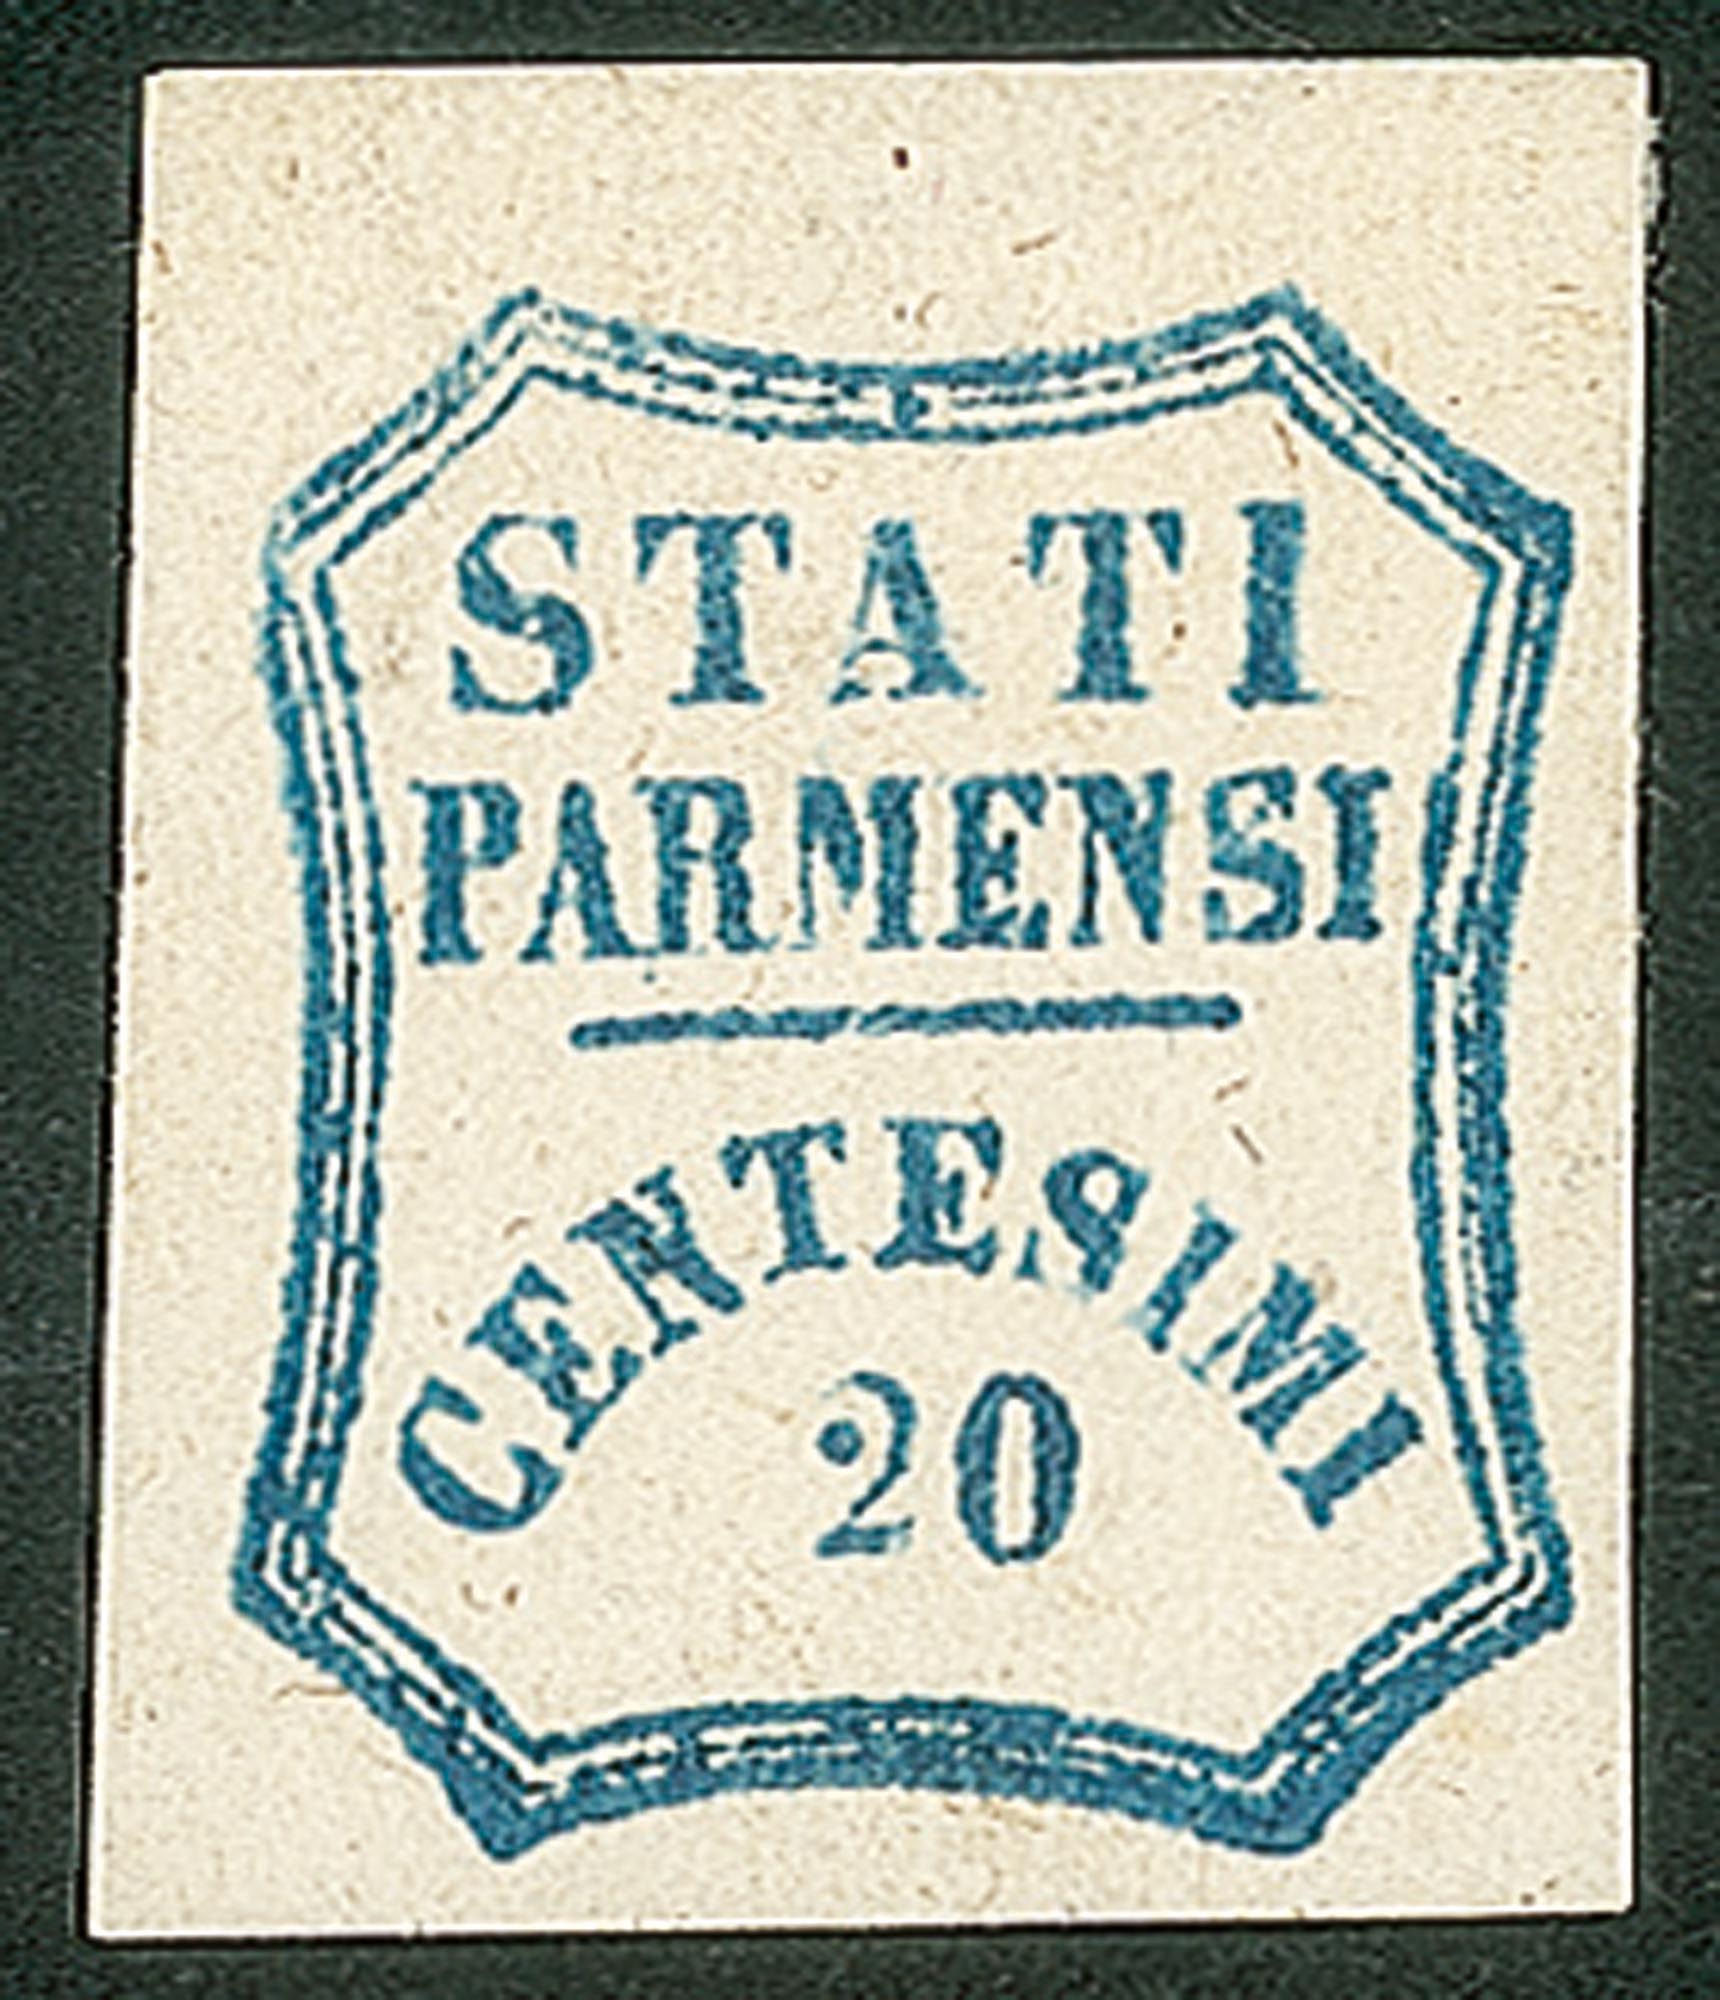 STATI
PARMENSI
CENTESIMI
20